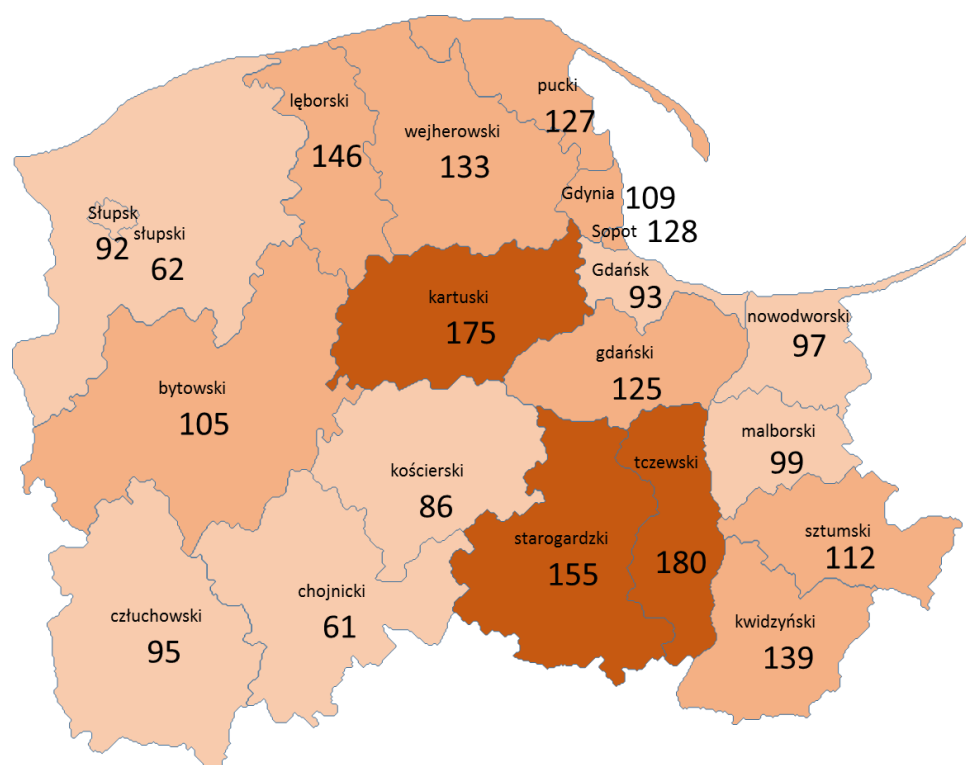 pucki
127
lęborski
146
wejherowski
133
Gdynia
109
Sopot
128
Słupsk
92
słupski
62
Gdańsk
93
kartuski
175
nowodworski
97
gdański
125
bytowski
105
malborski
99
kościerski
86
tczewski
180
starogardzki
155
sztumski
112
chojnicki
61
człuchowski
95
kwidzyński
139